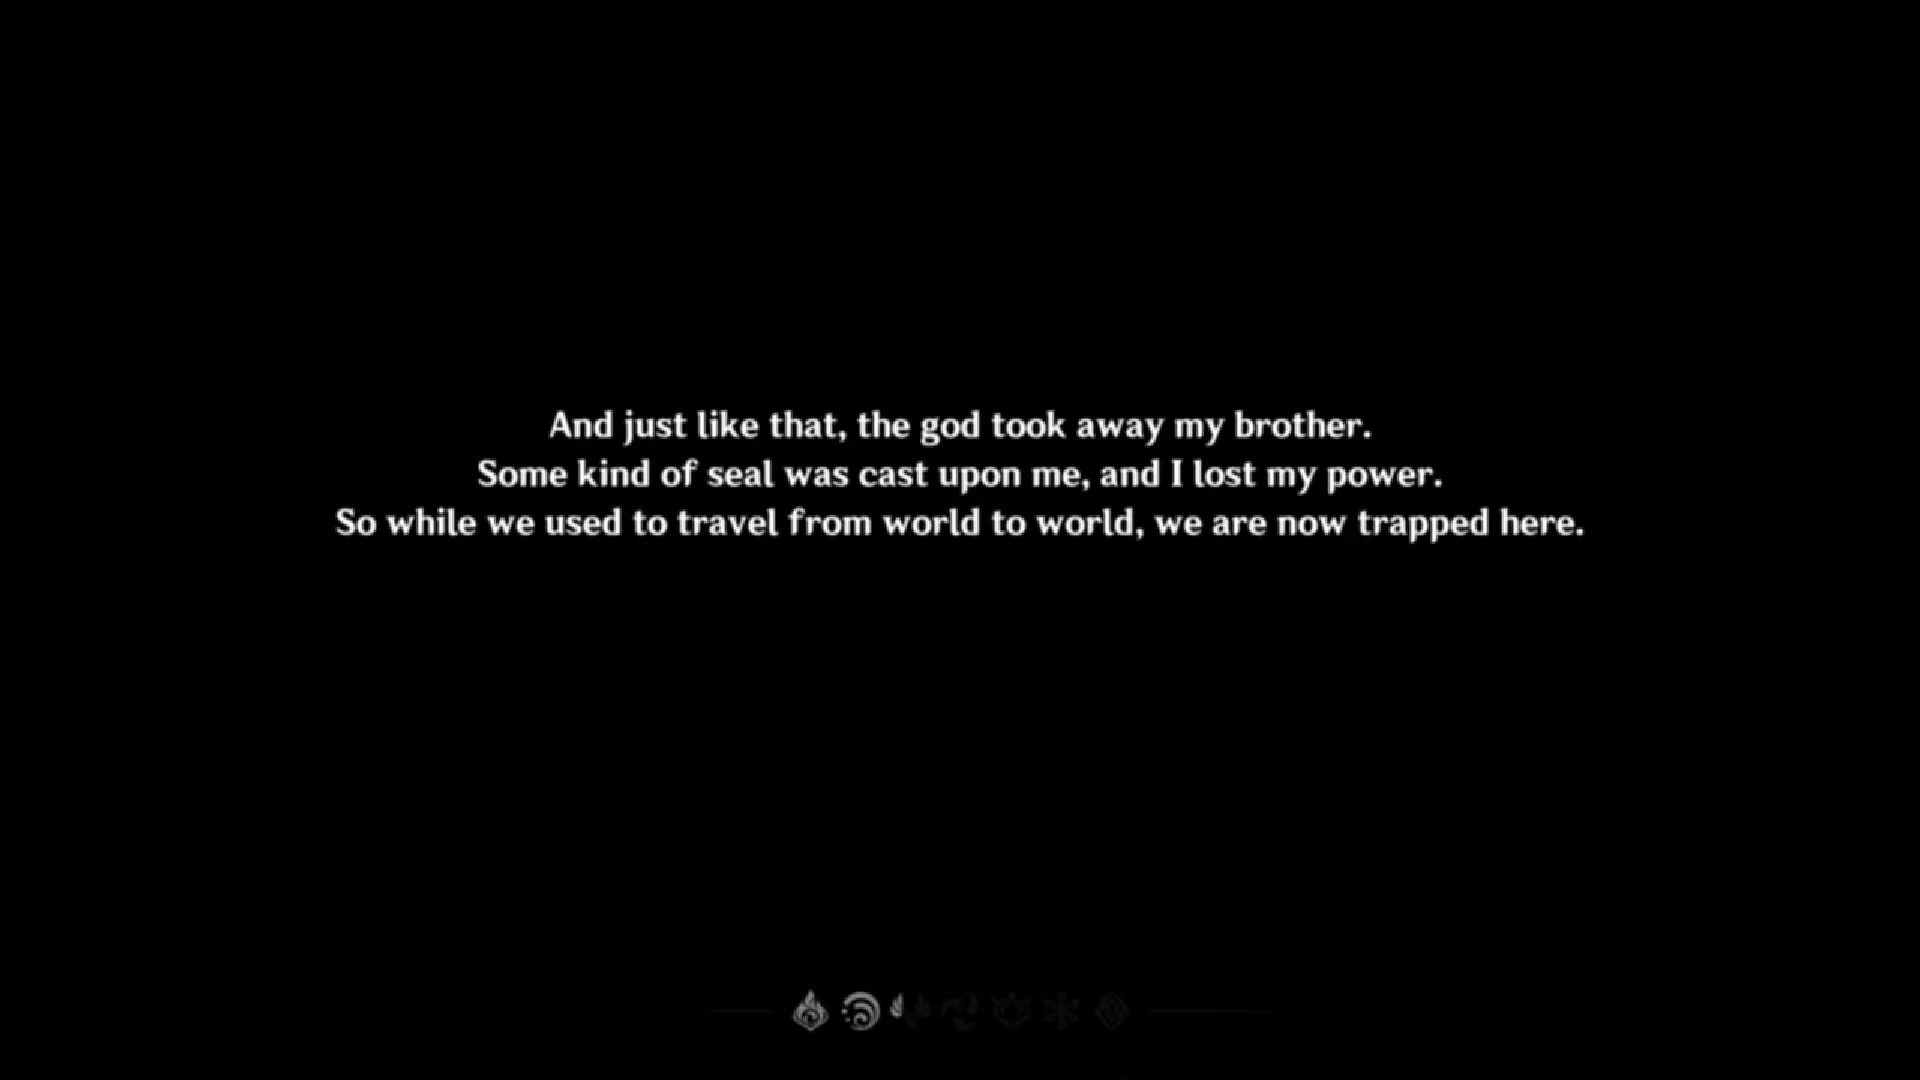 And just like that, the god took away my brother.
Some kind of seal was cast upon me, and I lost my power.
So while we used to travel from world to world, we are now trapped here.